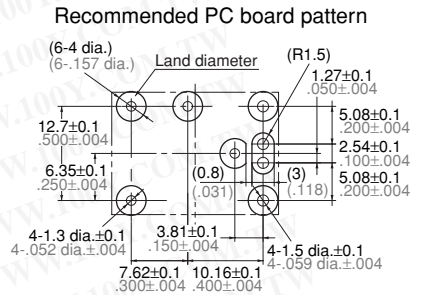 Recommended PC board pattern
(6-4 dia.)
(6-.157 dia.)
Land diameter
(R1.5)
1.27±0.1
.050±.004
12.7±0.1
.500±.004
5.08±0.1
.200±.004
2.54±0.1
.100±.004
6.35±0.1
.250±.004
(0.8)
(.031)
(3)
(.118)
5.08±0.1
.200±.004
4-1.3 dia.±0.1
4-.052 dia.±.004
3.81±0.1
.150±.004
4-1.5 dia.±0.1
4-.059 dia.±.004
7.62±0.1
.300±.004
10.16±0.1
.400±.004